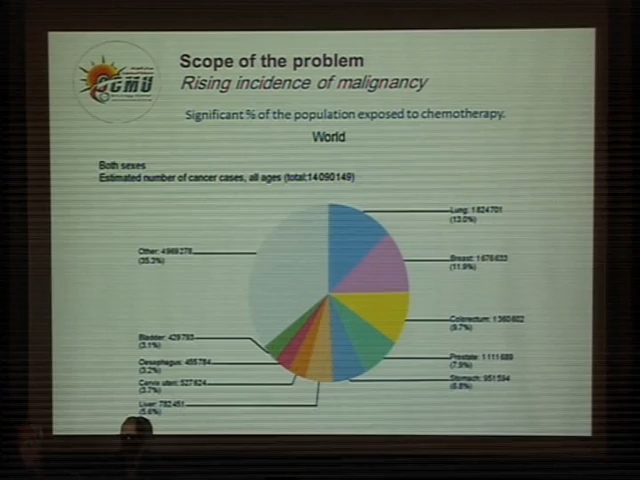 CCMU
Scope of the problem
Rising incidence of malignancy
Significant % of the population exposed to chemotherapy.
World
Both sexes
Estimated number of cancer cases, all ages (total:14090149)
Lung: 1824701
(13.0%)
Other: 4969278
(35.3%)
Breast: 1676633
(11.9%)
Colorectum: 1360602
(9.7%)
Bladder: 429793
(3.1%)
Prostate: 1111689
(7.9%)
Oesophagus: 455784
(3.2%)
Stomach: 951594
(6.8%)
Cervix uteri: 527624
(3.7%)
Liver: 782451
(5.6%)